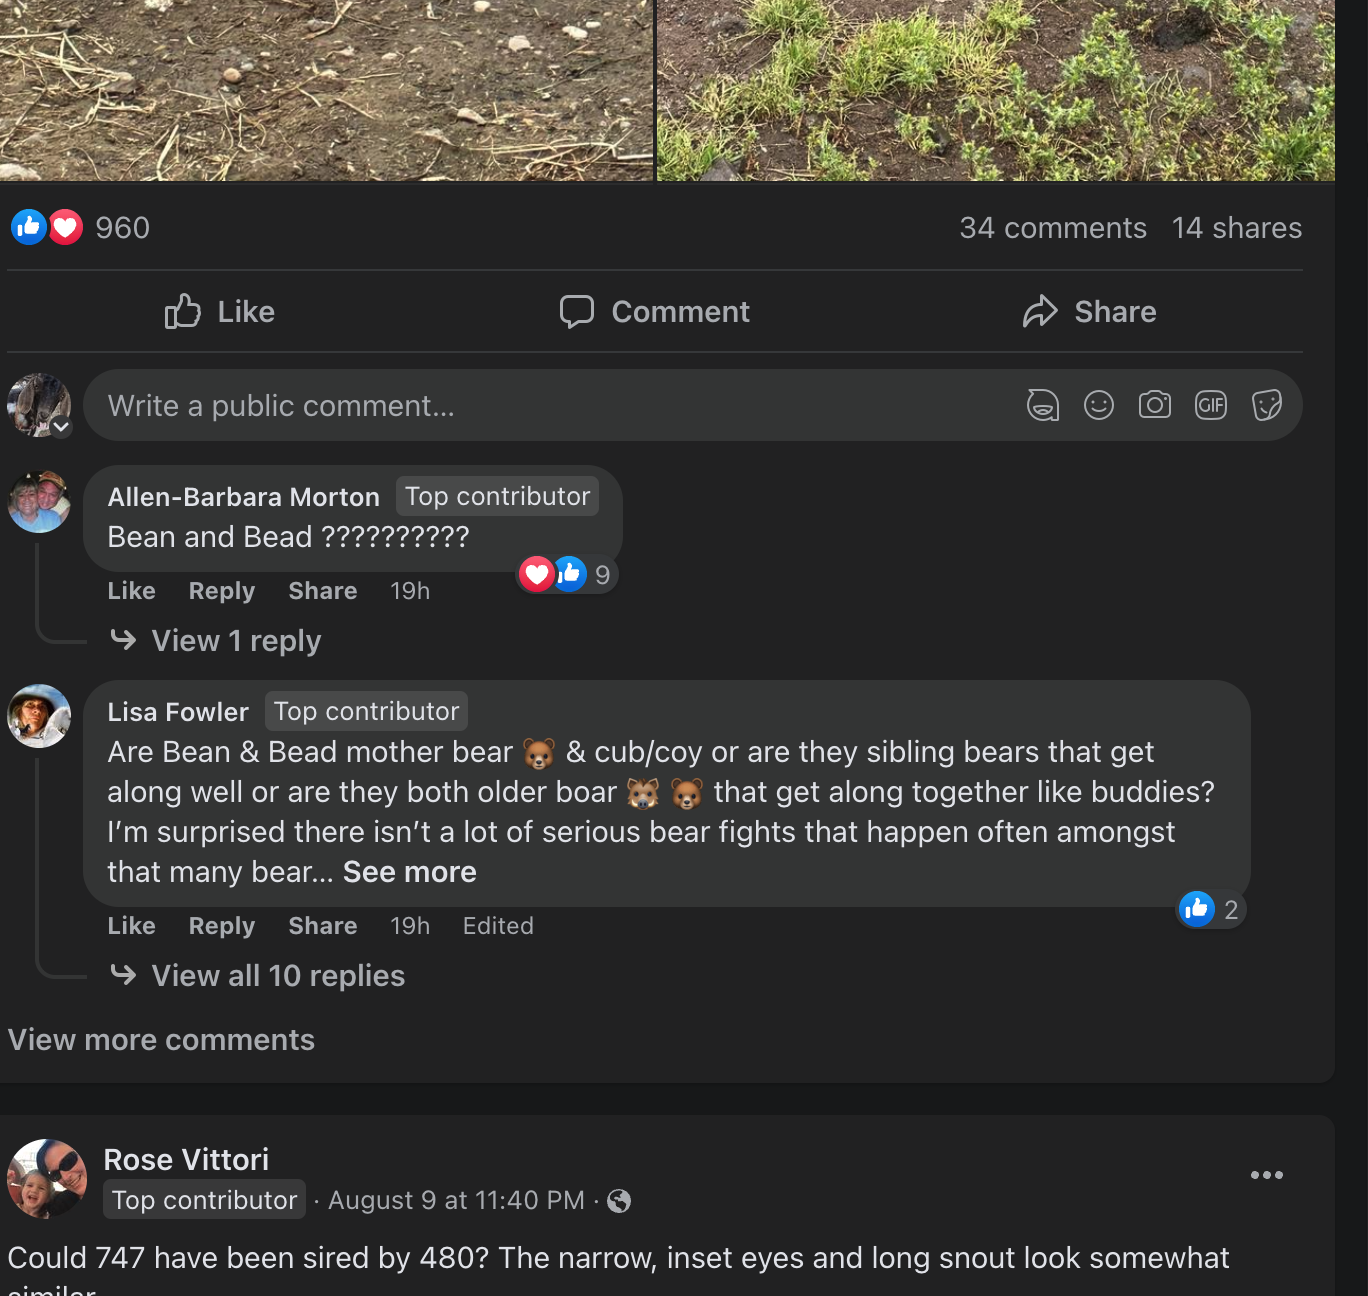 960
34 comments 14 shares
Like Comment Share
Write a public comment...
GIF
Allen-Barbara Morton Top contributor
Bean and Bead ??????????
9
Like Reply Share 19h
View 1 reply
Lisa Fowler Top contributor
Are Bean & Bead mother bear 🐻 & cub/coy or are they sibling bears that get
along well or are they both older boar 🐗 🐻 that get along together like buddies?
I’m surprised there isn’t a lot of serious bear fights that happen often amongst
that many bear... See more
2
Like Reply Share 19h Edited
View all 10 replies
View more comments
Rose Vittori
Top contributor · August 9 at 11:40 PM ·
Could 747 have been sired by 480? The narrow, inset eyes and long snout look somewhat
similar